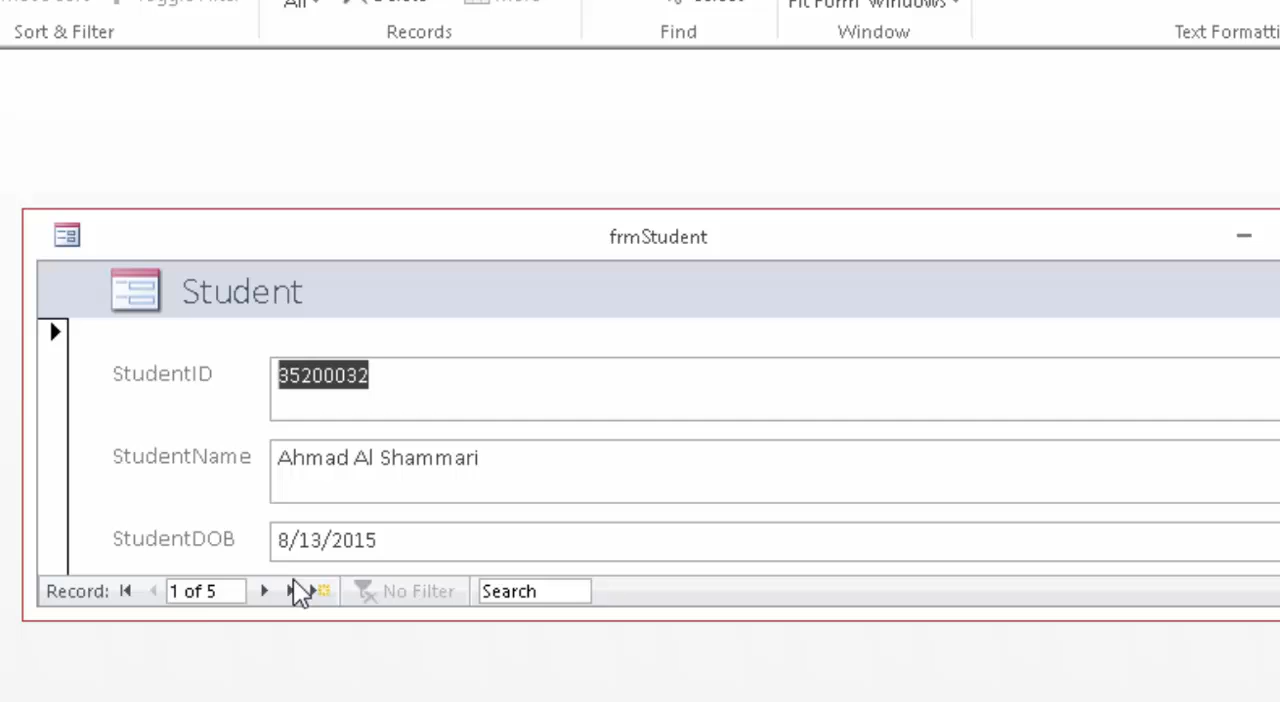 All
Sort & Filter
Records
Find
Window
Text Formatti
frmStudent
Student
StudentID
35200032
StudentName
Ahmad Al Shammari
StudentDOB
8/13/2015
Record:
1 of 5
No Filter
Search